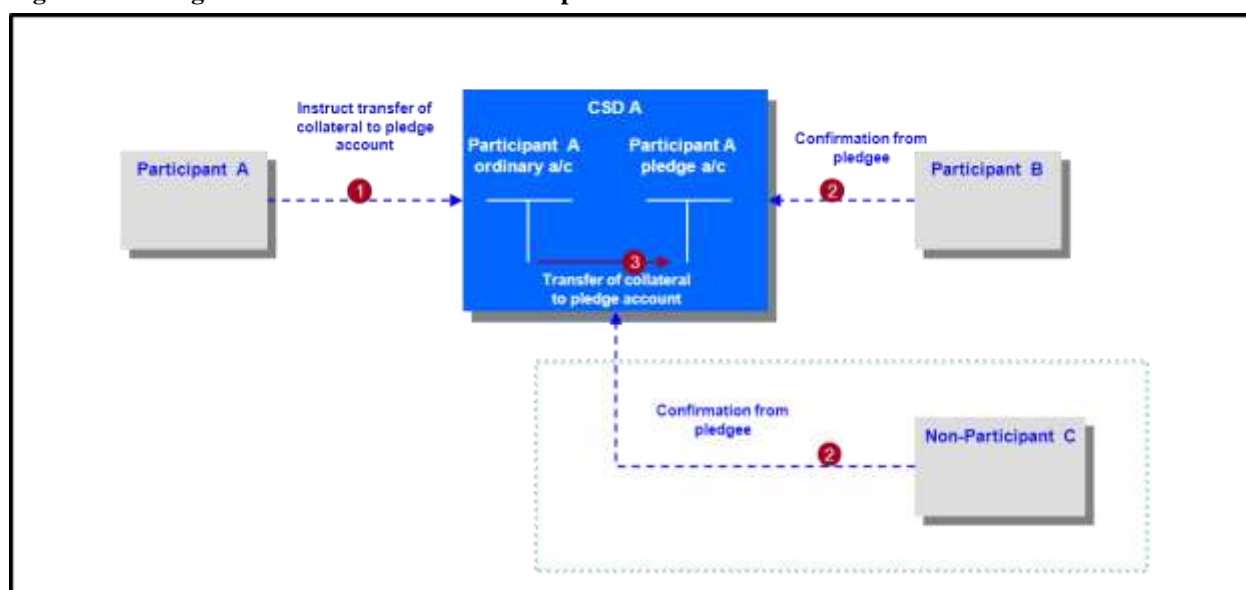 CSD A
Instruct transfer of
collateral to pledge
account
Participant A
1
Participant A
ordinary a/c
Participant A
pledge a/c
Confirmation from
pledgee
2
Participant B
3
Transfer of collateral
to pledge account
Confirmation from
pledgee
2
Non-Participant C